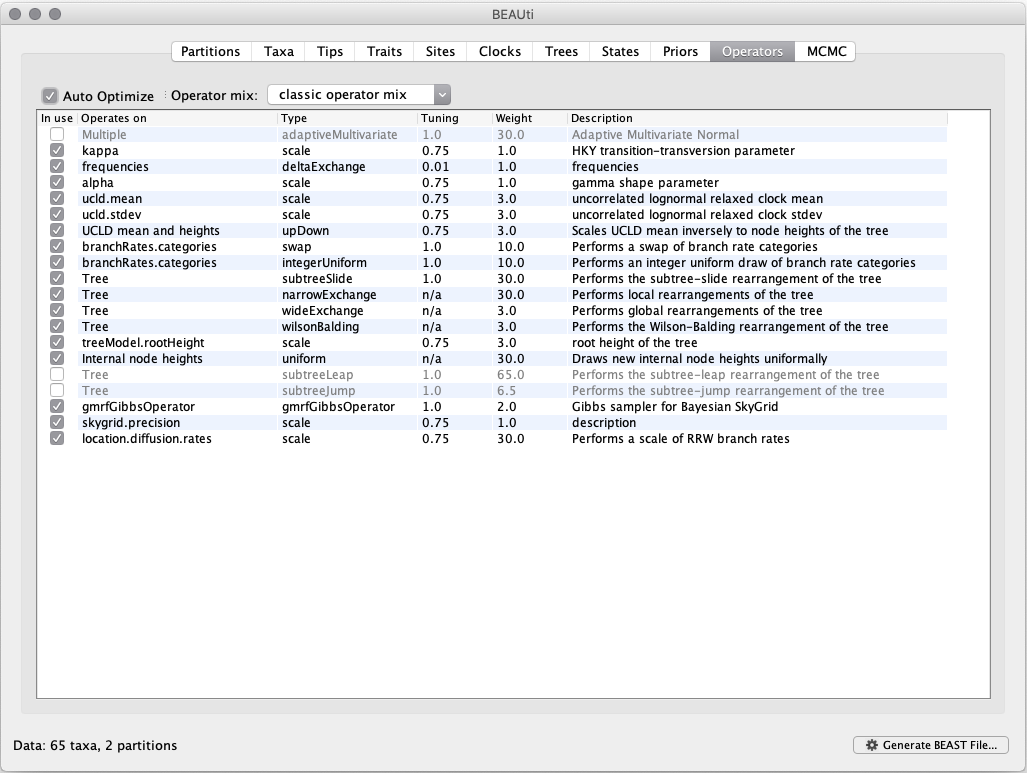 BEAUti
Partitions Taxa Tips Traits Sites Clocks Trees States Priors Operators MCMC
Auto Optimize Operator mix: classic operator mix
In use Operates on Type Tuning Weight Description
Multiple adaptiveMultivariate 1.0 30.0 Adaptive Multivariate Normal
kappa scale 0.75 1.0 HKY transition-transversion parameter
frequencies deltaExchange 0.01 1.0 frequencies
alpha scale 0.75 1.0 gamma shape parameter
ucld.mean scale 0.75 3.0 uncorrelated lognormal relaxed clock mean
ucld.stdev scale 0.75 3.0 uncorrelated lognormal relaxed clock stdev
UCLD mean and heights upDown 0.75 3.0 Scales UCLD mean inversely to node heights of the tree
branchRates.categories swap 1.0 10.0 Performs a swap of branch rate categories
branchRates.categories integerUniform 1.0 10.0 Performs an integer uniform draw of branch rate categories
Tree subtreeSlide 1.0 30.0 Performs the subtree-slide rearrangement of the tree
Tree narrowExchange n/a 30.0 Performs local rearrangements of the tree
Tree wideExchange n/a 3.0 Performs global rearrangements of the tree
Tree wilsonBalding n/a 3.0 Performs the Wilson-Balding rearrangement of the tree
treeModel.rootHeight scale 0.75 3.0 root height of the tree
Internal node heights uniform n/a 30.0 Draws new internal node heights uniformally
Tree subtreeLeap 1.0 65.0 Performs the subtree-leap rearrangement of the tree
Tree subtreeJump 1.0 6.5 Performs the subtree-jump rearrangement of the tree
gmrfGibbsOperator gmrfGibbsOperator 1.0 2.0 Gibbs sampler for Bayesian SkyGrid
skygrid.precision scale 0.75 1.0 description
location.diffusion.rates scale 0.75 30.0 Performs a scale of RRW branch rates
Data: 65 taxa, 2 partitions Generate BEAST File...